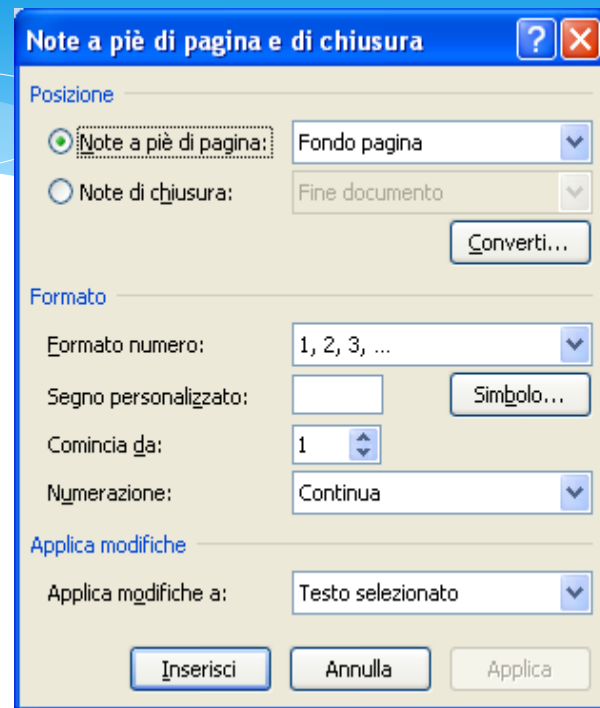 Note a piè di pagina e di chiusura
Posizione
Note a piè di pagina: Fondo pagina
Note di chiusura: Fine documento
Converti...
Formato
Formato numero: 1, 2, 3, ...
Segno personalizzato: Simbolo...
Comincia da: 1
Numerazione: Continua
Applica modifiche
Applica modifiche a: Testo selezionato
Inserisci Annulla Applica